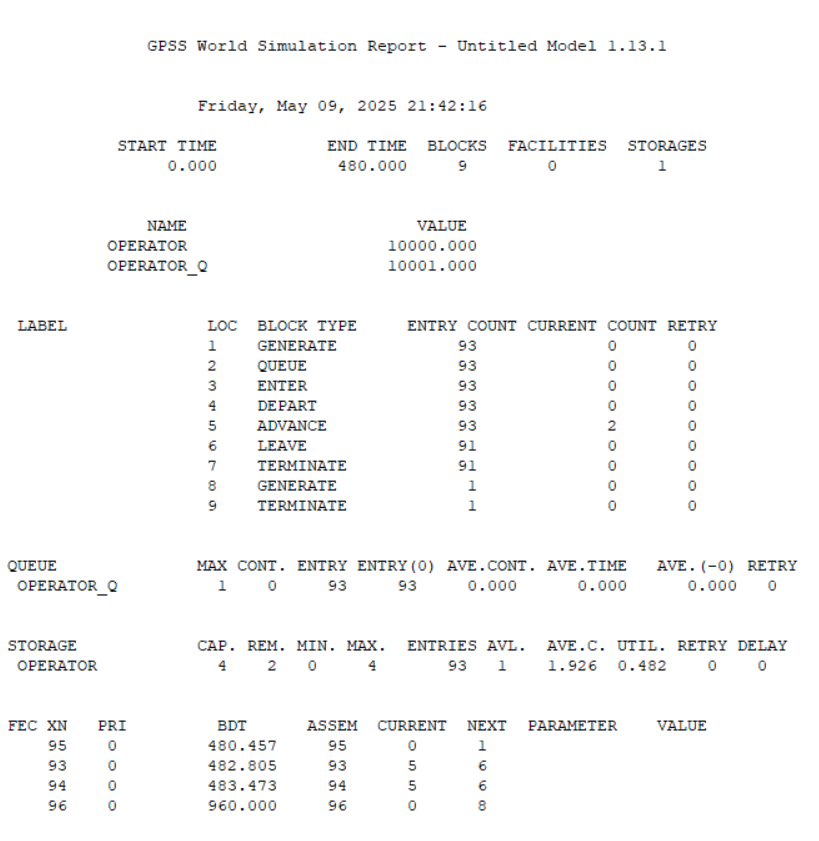 GPSS World Simulation Report - Untitled Model 1.13.1
Friday, May 09, 2025 21:42:16
START TIME END TIME BLOCKS FACILITIES STORAGES
0.000 480.000 9 0 1
NAME VALUE
OPERATOR 10000.000
OPERATOR_Q 10001.000
LABEL LOC BLOCK TYPE ENTRY COUNT CURRENT COUNT RETRY
1 GENERATE 93 0 0
2 QUEUE 93 0 0
3 ENTER 93 0 0
4 DEPART 93 0 0
5 ADVANCE 93 2 0
6 LEAVE 91 0 0
7 TERMINATE 91 0 0
8 GENERATE 1 0 0
9 TERMINATE 1 0 0
QUEUE MAX CONT. ENTRY ENTRY(0) AVE.CONT. AVE.TIME AVE.(-0) RETRY
OPERATOR_Q 1 0 93 93 0.000 0.000 0.000 0
STORAGE CAP. REM. MIN. MAX. ENTRIES AVL. AVE.C. UTIL. RETRY DELAY
OPERATOR 4 2 0 4 93 1 1.926 0.482 0 0
FEC XN PRI BDT ASSEM CURRENT NEXT PARAMETER VALUE
95 0 480.457 95 0 1
93 0 482.805 93 5 6
94 0 483.473 94 5 6
96 0 960.000 96 0 8